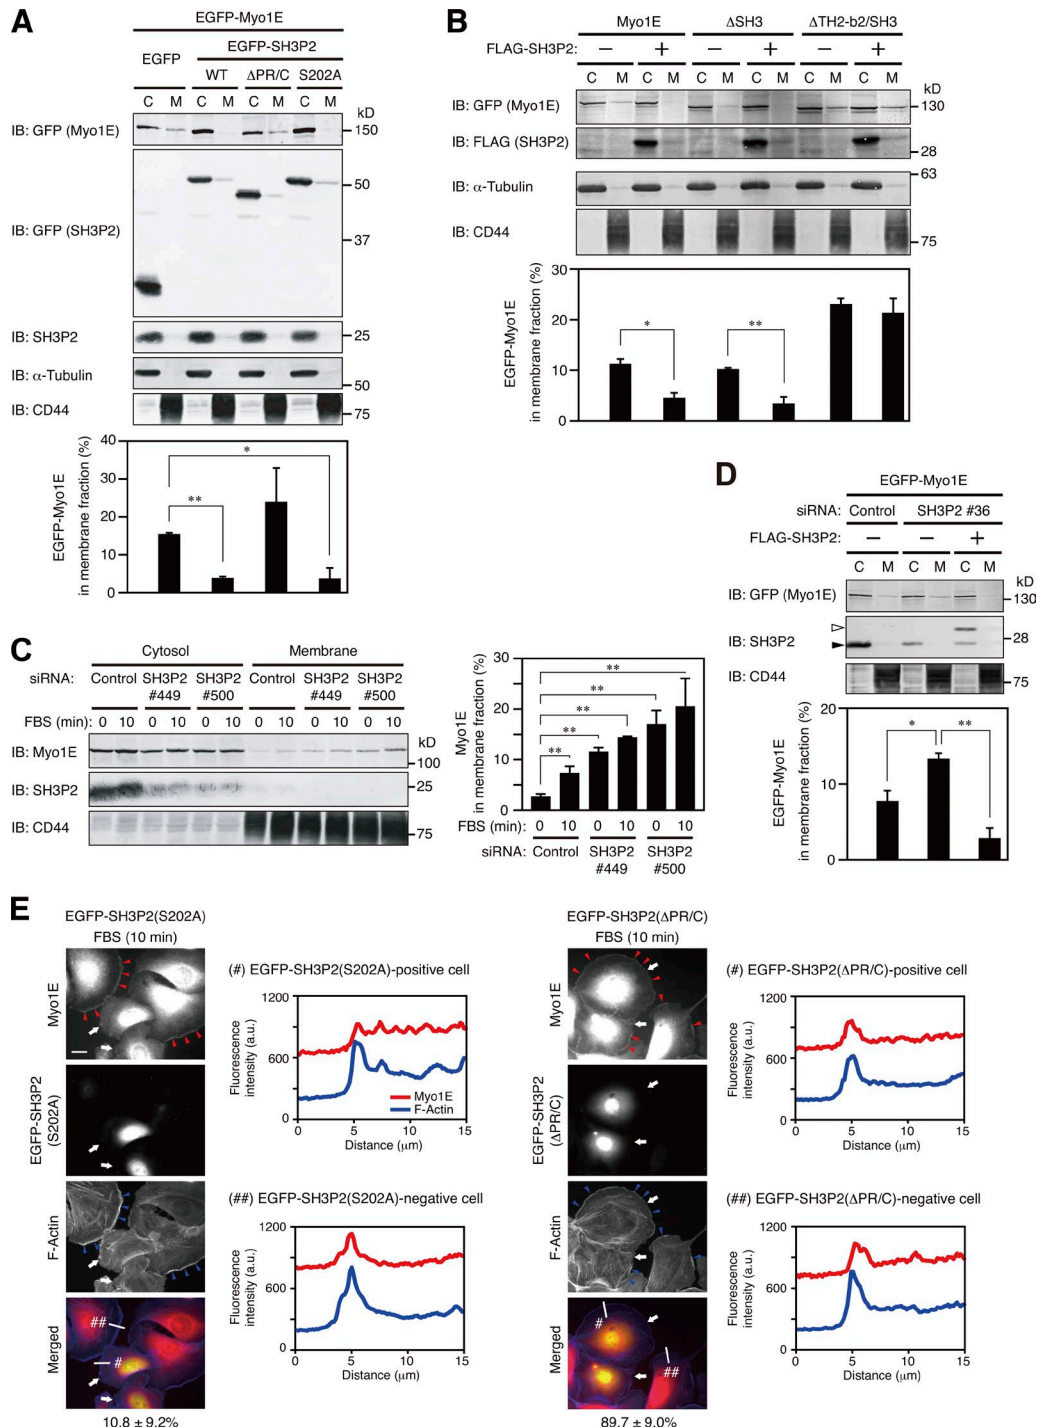 A
EGFP-Myo1E
EGFP-SH3P2
EGFP
WT ΔPR/C S202A
C M C M C M C M
kD
IB: GFP (Myo1E)
150
50
IB: GFP (SH3P2)
37
IB: SH3P2
25
IB: α-Tubulin
50
IB: CD44
75
EGFP-Myo1E
in membrane fraction (%)
40
30
20
10
0
**
*
B
Myo1E ΔSH3 ΔTH2-b2/SH3
FLAG-SH3P2: − + − + − +
C M C M C M C M C M C M
kD
IB: GFP (Myo1E)
130
IB: FLAG (SH3P2)
28
63
IB: α-Tubulin
IB: CD44
75
EGFP-Myo1E
in membrane fraction (%)
30
20
10
0
*
**
C
Cytosol Membrane
siRNA: Control SH3P2 SH3P2 Control SH3P2 SH3P2
#449 #500 #449 #500
FBS (min): 0 10 0 10 0 10 0 10 0 10 0 10
kD
IB: Myo1E
100
IB: SH3P2
25
IB: CD44
75
Myo1E
in membrane fraction (%)
30
20
10
0
**
**
**
**
**
FBS (min): 0 10 0 10 0 10
siRNA: Control SH3P2 SH3P2
#449 #500
D
EGFP-Myo1E
siRNA: Control SH3P2 #36
FLAG-SH3P2: − − +
C M C M C M
kD
IB: GFP (Myo1E)
130
IB: SH3P2
28
IB: CD44
75
EGFP-Myo1E
in membrane fraction (%)
20
10
0
*
**
E
EGFP-SH3P2(S202A)
FBS (10 min)
Myo1E
EGFP-SH3P2
(S202A)
F-Actin
Merged
##
#
10.8 ± 9.2%
(#) EGFP-SH3P2(S202A)-positive cell
Fluorescence
intensity (a.u.)
1200
600
0
Myo1E
F-Actin
0 5 10 15
Distance (μm)
(##) EGFP-SH3P2(S202A)-negative cell
Fluorescence
intensity (a.u.)
1200
600
0
0 5 10 15
Distance (μm)
EGFP-SH3P2(ΔPR/C)
FBS (10 min)
Myo1E
EGFP-SH3P2
(ΔPR/C)
F-Actin
Merged
#
##
89.7 ± 9.0%
(#) EGFP-SH3P2(ΔPR/C)-positive cell
Fluorescence
intensity (a.u.)
1200
600
0
0 5 10 15
Distance (μm)
(##) EGFP-SH3P2(ΔPR/C)-negative cell
Fluorescence
intensity (a.u.)
1200
600
0
0 5 10 15
Distance (μm)